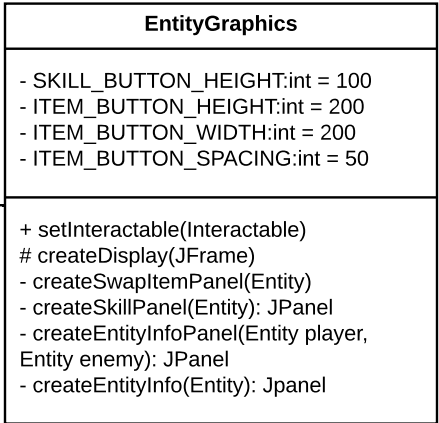 EntityGraphics
- SKILL_BUTTON_HEIGHT:int = 100
- ITEM_BUTTON_HEIGHT:int = 200
- ITEM_BUTTON_WIDTH:int = 200
- ITEM_BUTTON_SPACING:int = 50
+ setInteractable(Interactable)
# createDisplay(JFrame)
- createSwapItemPanel(Entity)
- createSkillPanel(Entity): JPanel
- createEntityInfoPanel(Entity player,
Entity enemy): JPanel
- createEntityInfo(Entity): Jpanel